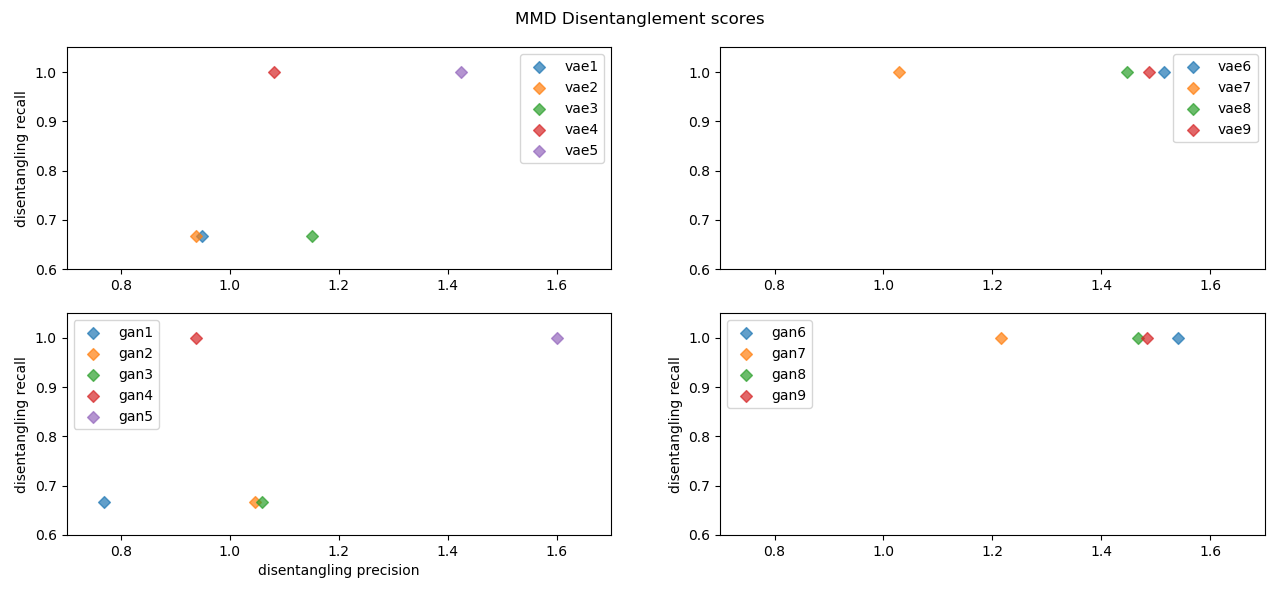 MMD Disentanglement scores
disentangling recall
1.0
0.9
0.8
0.7
0.6
0.8 1.0 1.2 1.4 1.6
vae1
vae2
vae3
vae4
vae5
1.0
0.9
0.8
0.7
0.6
0.8 1.0 1.2 1.4 1.6
vae6
vae7
vae8
vae9
disentangling recall
1.0
0.9
0.8
0.7
0.6
0.8 1.0 1.2 1.4 1.6
disentangling precision
gan1
gan2
gan3
gan4
gan5
disentangling recall
1.0
0.9
0.8
0.7
0.6
0.8 1.0 1.2 1.4 1.6
gan6
gan7
gan8
gan9